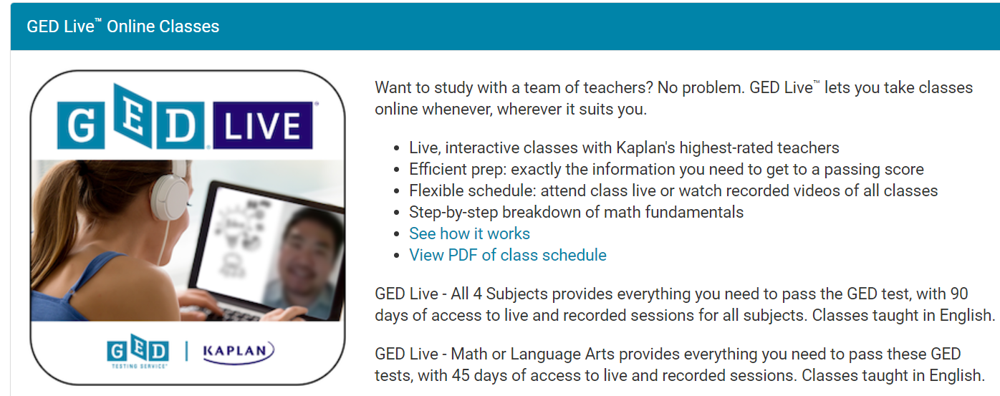 GED Live™ Online Classes
GED LIVE
GED | KAPLAN
TESTING SERVICE
Want to study with a team of teachers? No problem. GED Live™ lets you take classes
online whenever, wherever it suits you.
• Live, interactive classes with Kaplan's highest-rated teachers
• Efficient prep: exactly the information you need to get to a passing score
• Flexible schedule: attend class live or watch recorded videos of all classes
• Step-by-step breakdown of math fundamentals
• See how it works
• View PDF of class schedule
GED Live - All 4 Subjects provides everything you need to pass the GED test, with 90
days of access to live and recorded sessions for all subjects. Classes taught in English.
GED Live - Math or Language Arts provides everything you need to pass these GED
tests, with 45 days of access to live and recorded sessions. Classes taught in English.